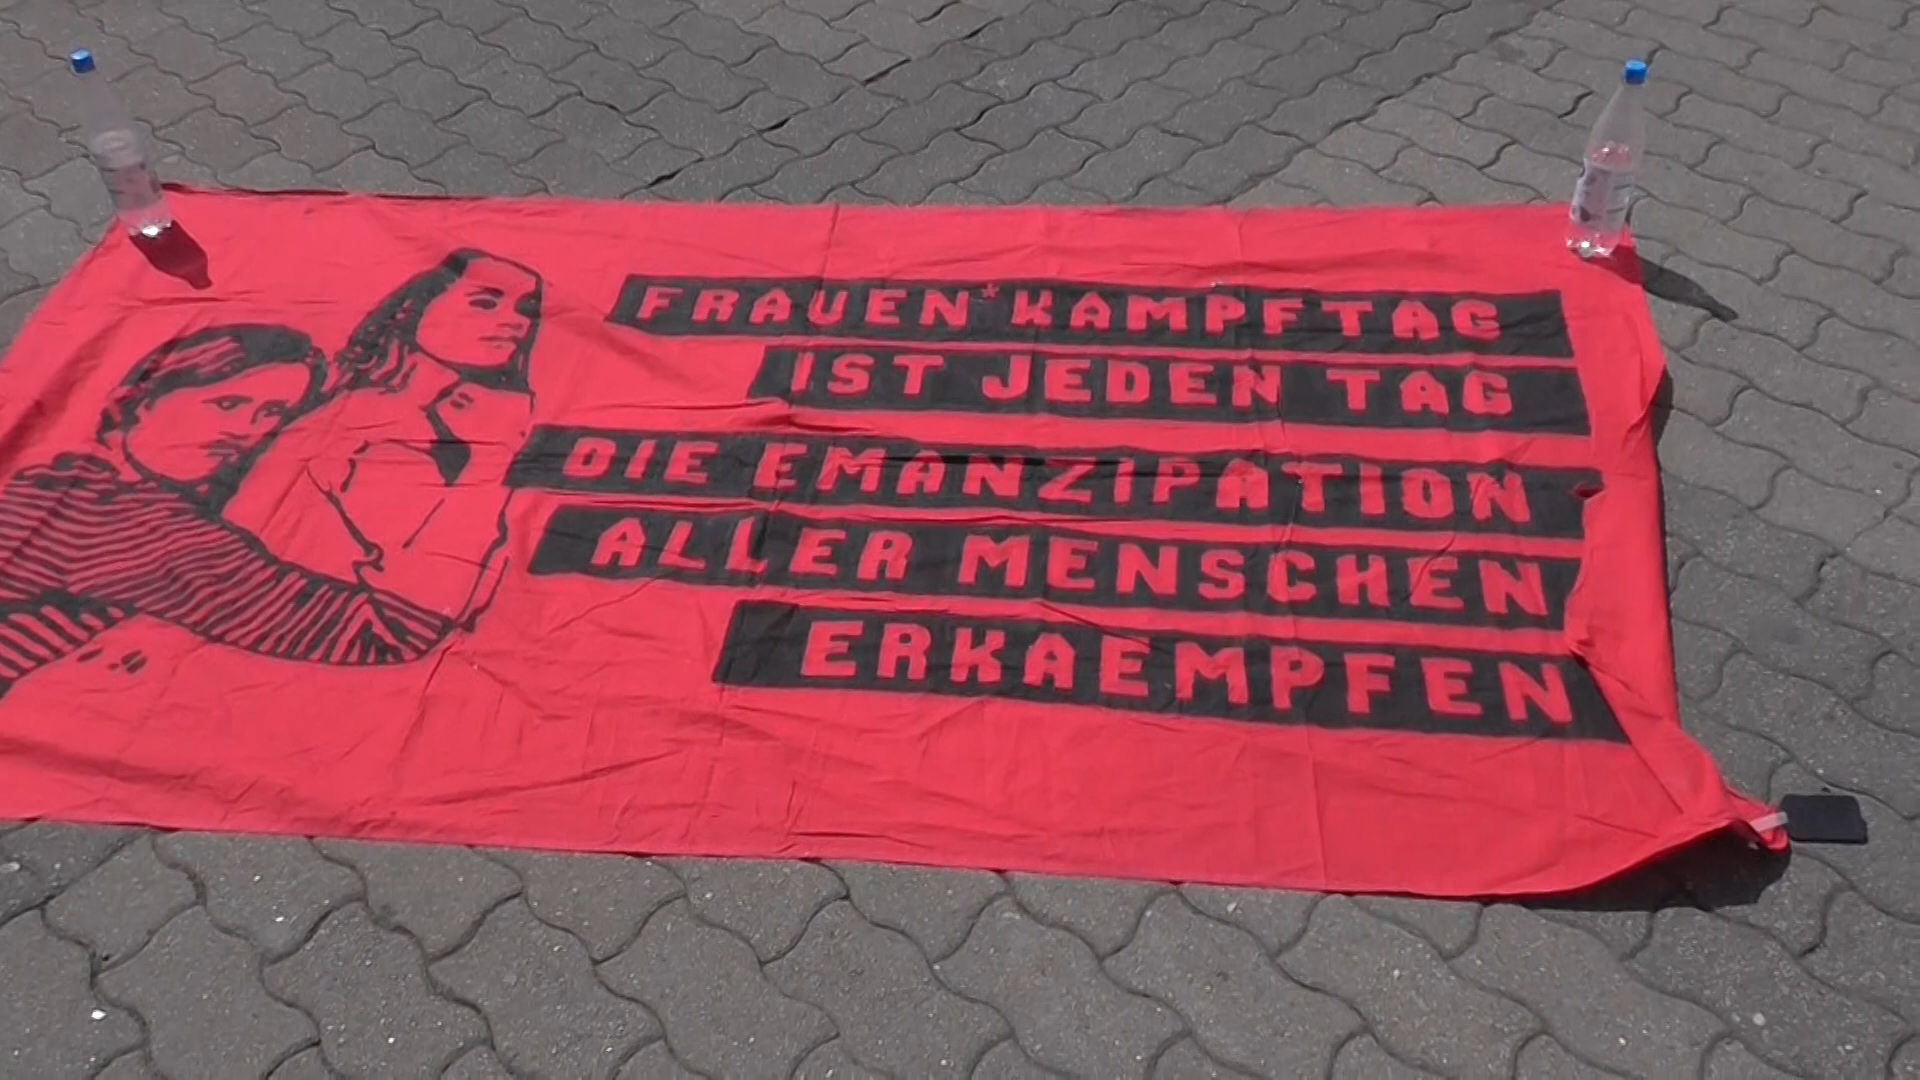 FRAUEN*KAMPFTAG
IST JEDEN TAG
DIE EMANZIPATION
ALLER MENSCHEN
ERKAEMPFEN